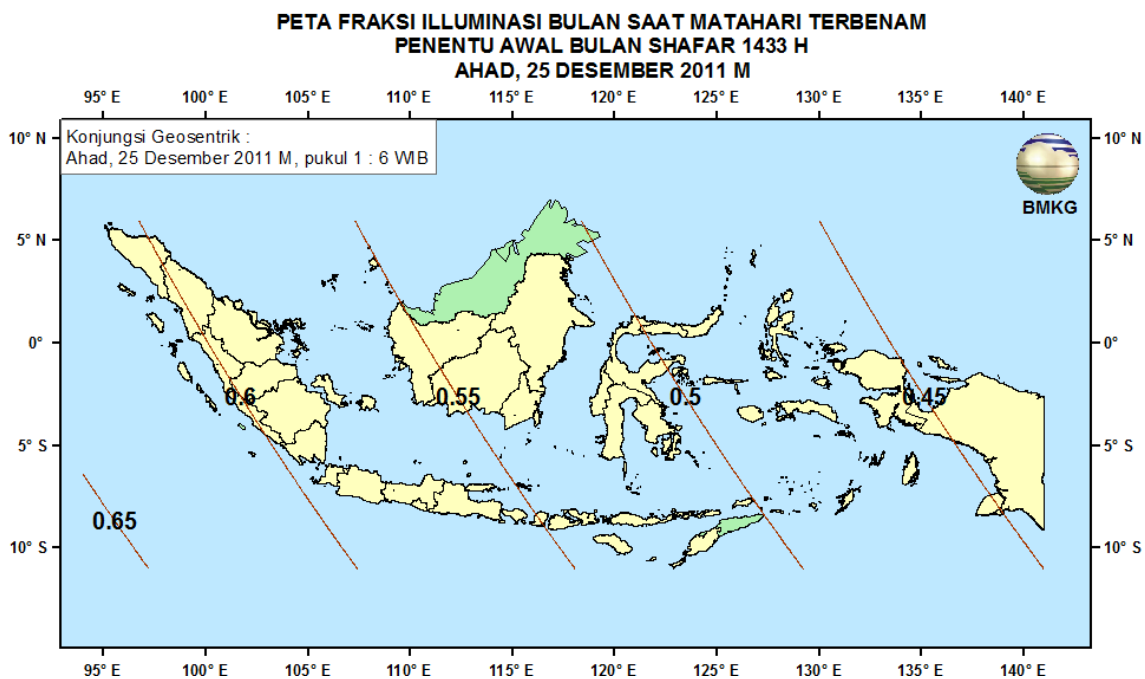 PETA FRAKSI ILLUMINASI BULAN SAAT MATAHARI TERBENAM
PENENTU AWAL BULAN SHAFAR 1433 H
AHAD, 25 DESEMBER 2011 M
95° E 100° E 105° E 110° E 115° E 120° E 125° E 130° E 135° E 140° E
10° N 10° N
Konjungsi Geosentrik :
Ahad, 25 Desember 2011 M, pukul 1 : 6 WIB
BMKG
5° N 5° N
0° 0°
0.6 0.55 0.5 0.45
5° S 5° S
0.65
10° S 10° S
95° E 100° E 105° E 110° E 115° E 120° E 125° E 130° E 135° E 140° E